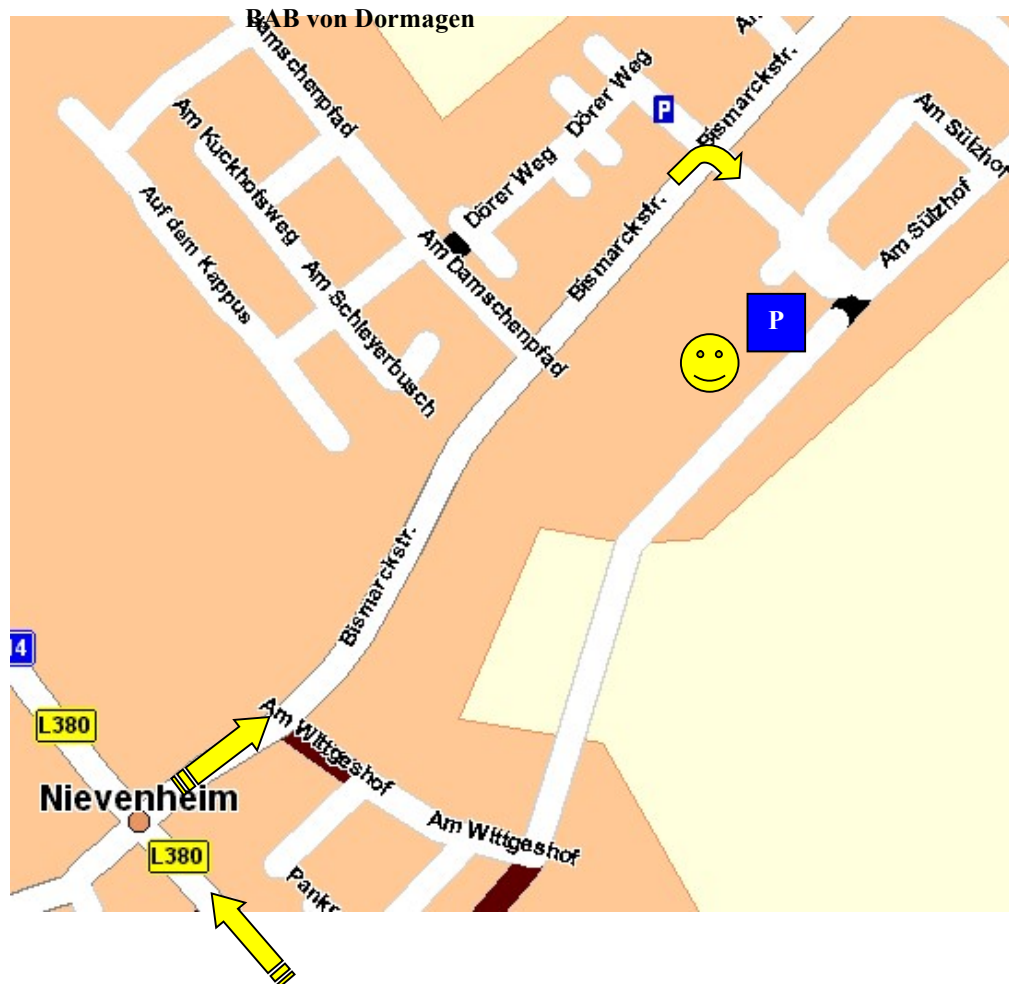 BAB von Dormagen
Damschenpfad
Am Kuckhofsweg
Auf dem Kappus
Am Schleyerbusch
Dörer Weg
Dörer Weg
P
Bismarckstr.
Bismarckstr.
Am Damschenpfad
Am Sülzhof
Am Sülzhof
P
Bismarckstr.
14
L380
Am Wittgeshof
Nievenheim
L380
Am Wittgeshof